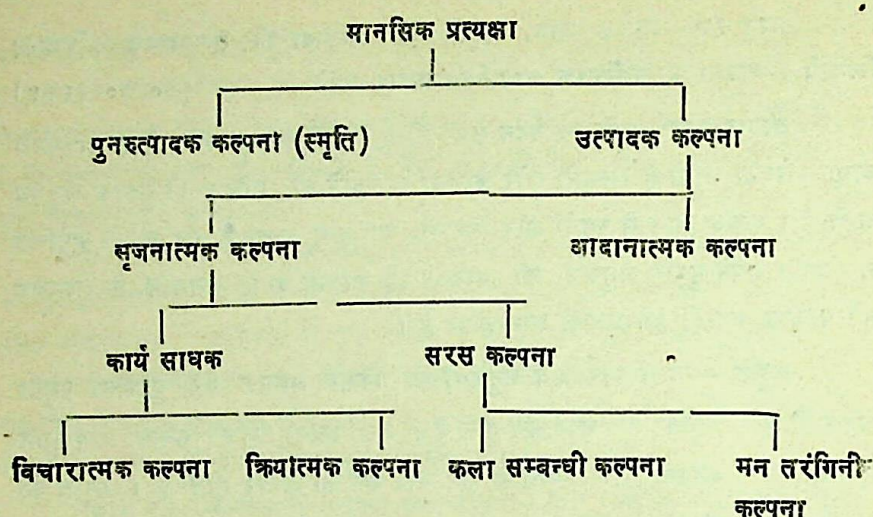 मानसिक प्रत्यक्षा
पुनरुत्पादक कल्पना (स्मृति) उत्पादक कल्पना
सृजनात्मक कल्पना आदानात्मक कल्पना
कार्य साधक सरस कल्पना
विचारात्मक कल्पना क्रियात्मक कल्पना कला सम्बन्धी कल्पना मन तरंगिनी
कल्पना